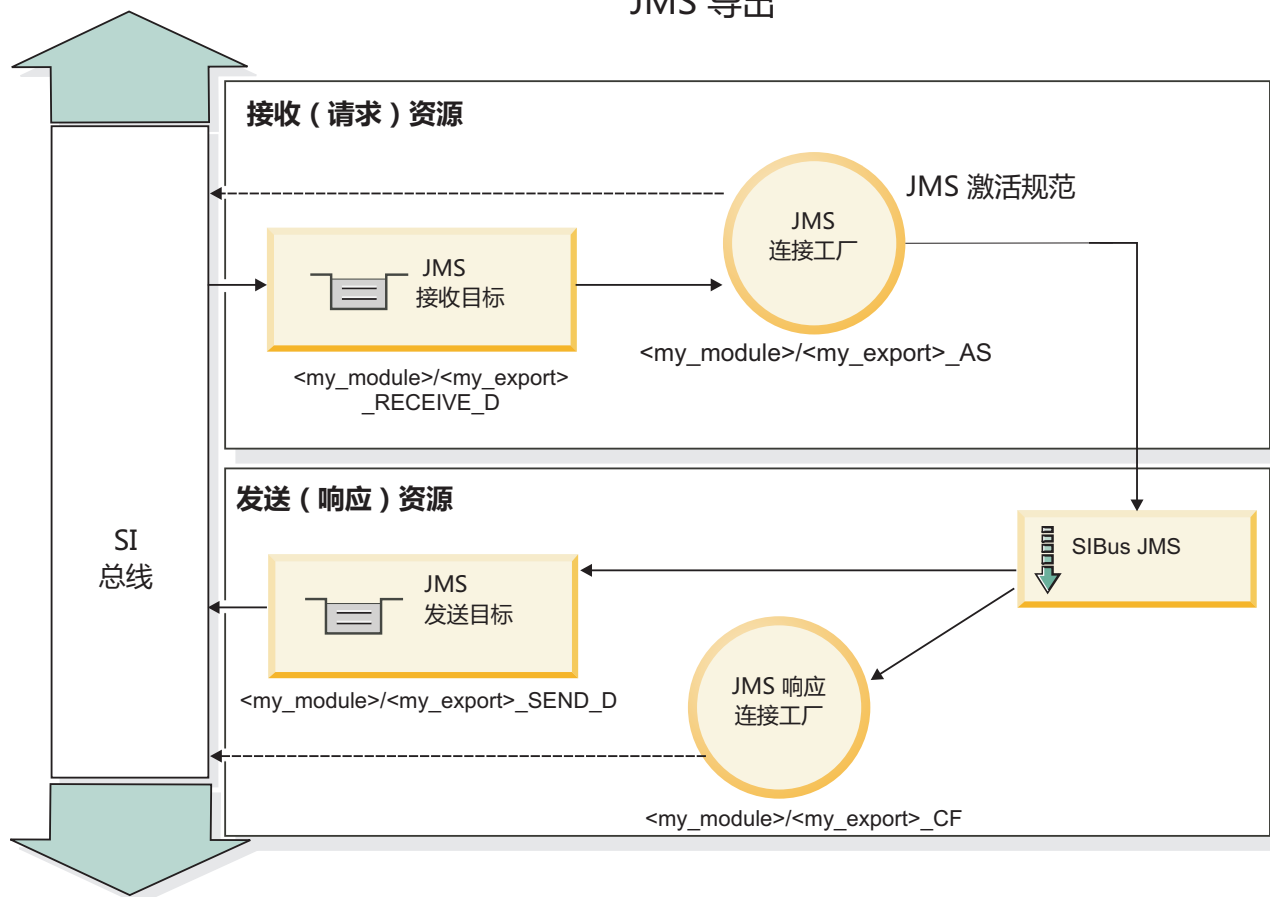 JMS 导出
接收（请求）资源
JMS 激活规范
JMS
连接工厂
JMS
接收目标
<my_module>/<my_export>_AS
<my_module>/<my_export>
_RECEIVE_D
发送（响应）资源
SI
总线
SIBus JMS
JMS
发送目标
<my_module>/<my_export>_SEND_D
JMS 响应
连接工厂
<my_module>/<my_export>_CF